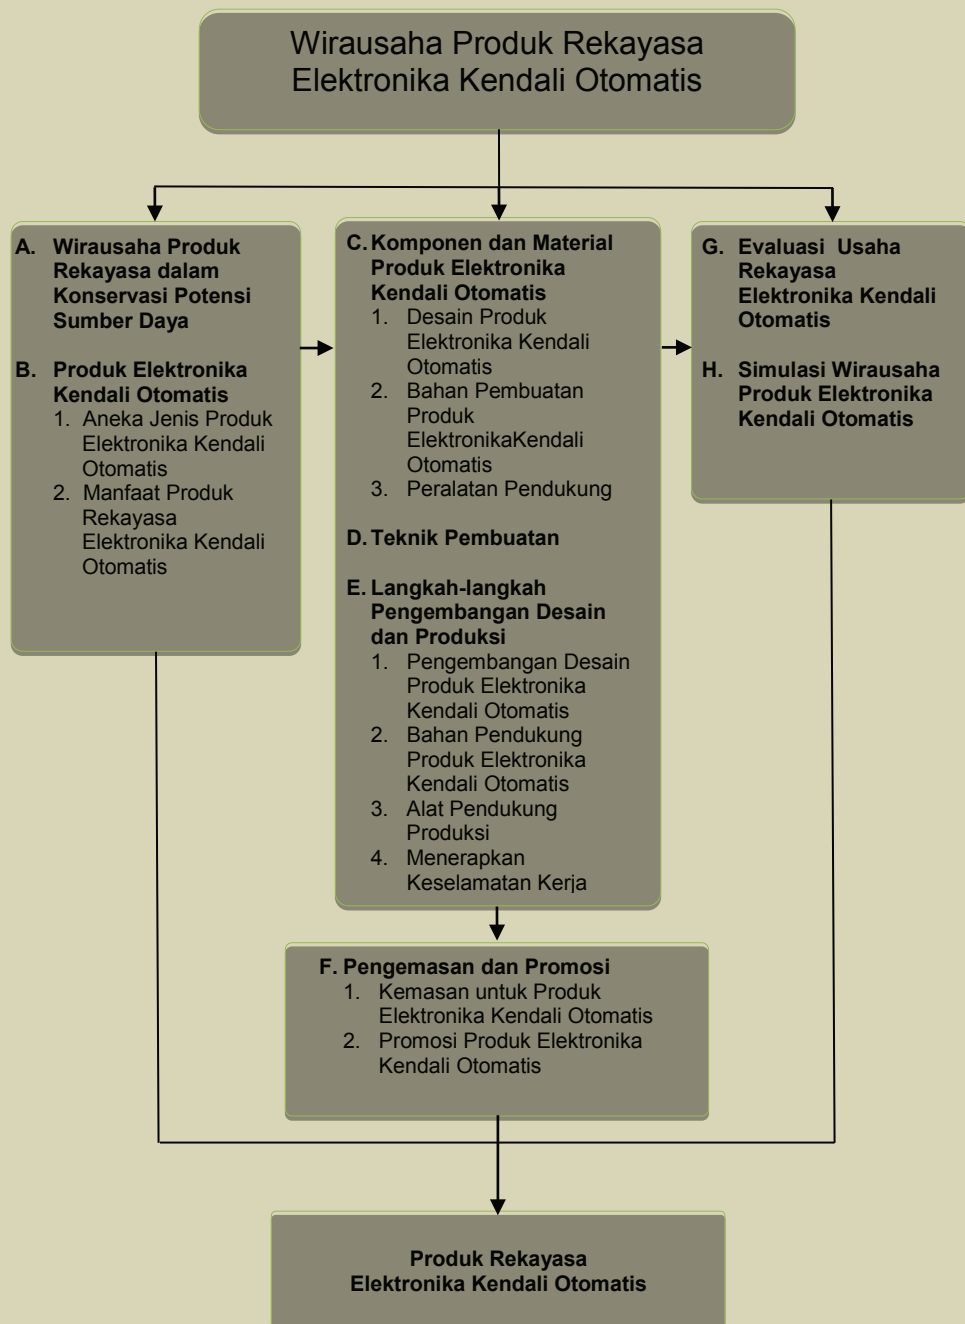 Wirausaha Produk Rekayasa
Elektronika Kendali Otomatis
A. Wirausaha Produk
Rekayasa dalam
Konservasi Potensi
Sumber Daya
B. Produk Elektronika
Kendali Otomatis
1. Aneka Jenis Produk
Elektronika Kendali
Otomatis
2. Manfaat Produk
Rekayasa
Elektronika Kendali
Otomatis
C. Komponen dan Material
Produk Elektronika
Kendali Otomatis
1. Desain Produk
Elektronika Kendali
Otomatis
2. Bahan Pembuatan
Produk
ElektronikaKendali
Otomatis
3. Peralatan Pendukung
D. Teknik Pembuatan
E. Langkah-langkah
Pengembangan Desain
dan Produksi
1. Pengembangan Desain
Produk Elektronika
Kendali Otomatis
2. Bahan Pendukung
Produk Elektronika
Kendali Otomatis
3. Alat Pendukung
Produksi
4. Menerapkan
Keselamatan Kerja
G. Evaluasi Usaha
Rekayasa
Elektronika Kendali
Otomatis
H. Simulasi Wirausaha
Produk Elektronika
Kendali Otomatis
F. Pengemasan dan Promosi
1. Kemasan untuk Produk
Elektronika Kendali Otomatis
2. Promosi Produk Elektronika
Kendali Otomatis
Produk Rekayasa
Elektronika Kendali Otomatis